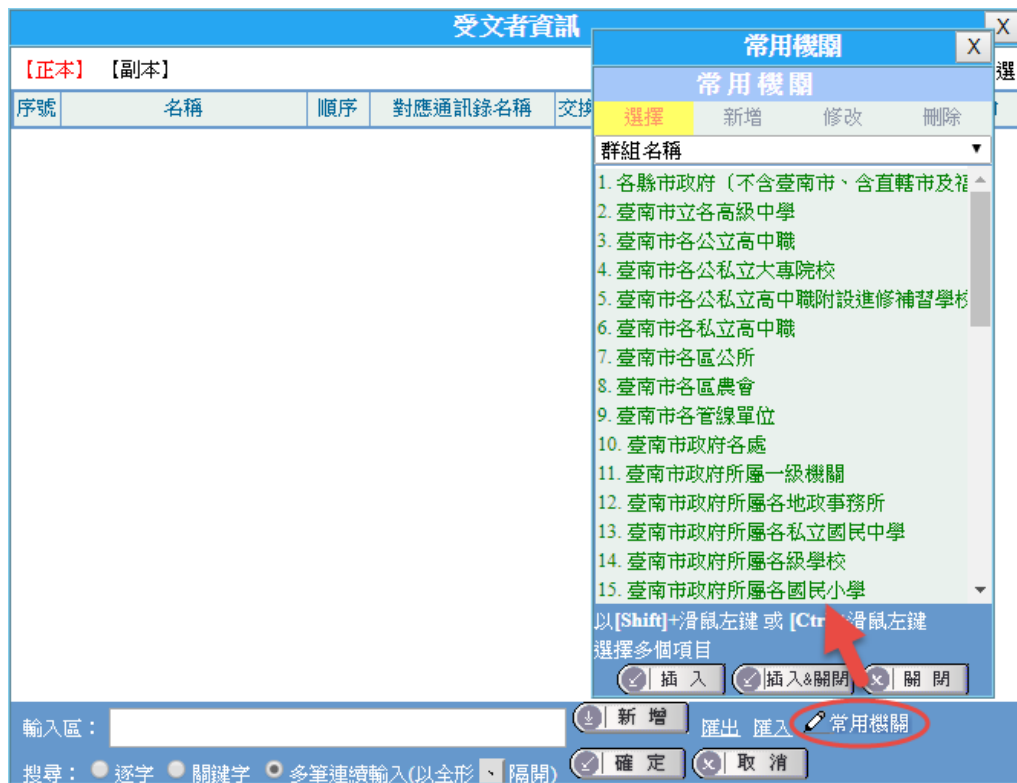 受文者資訊
X
【正本】 【副本】
選
序號 名稱 順序 對應通訊錄名稱 交換
常用機關
X
常用機關
選擇 新增 修改 刪除
群組名稱
1. 各縣市政府〔不含臺南市、含直轄市及福
2. 臺南市立各高級中學
3. 臺南市各公立高中職
4. 臺南市各公私立大專院校
5. 臺南市各公私立高中職附設進修補習學校
6. 臺南市各私立高中職
7. 臺南市各區公所
8. 臺南市各區農會
9. 臺南市各管線單位
10. 臺南市政府各處
11. 臺南市政府所屬一級機關
12. 臺南市政府所屬各地政事務所
13. 臺南市政府所屬各私立國民中學
14. 臺南市政府所屬各級學校
15. 臺南市政府所屬各國民小學
以[Shift]+滑鼠左鍵 或 [Ctr 滑鼠左鍵
選擇多個項目
插 入 插入&關閉 關 閉
輸入區： 新 增 匯出 匯入 常用機關
搜尋： 逐字 關鍵字 多筆連續輸入(以全形 、 隔開) 確 定 取 消